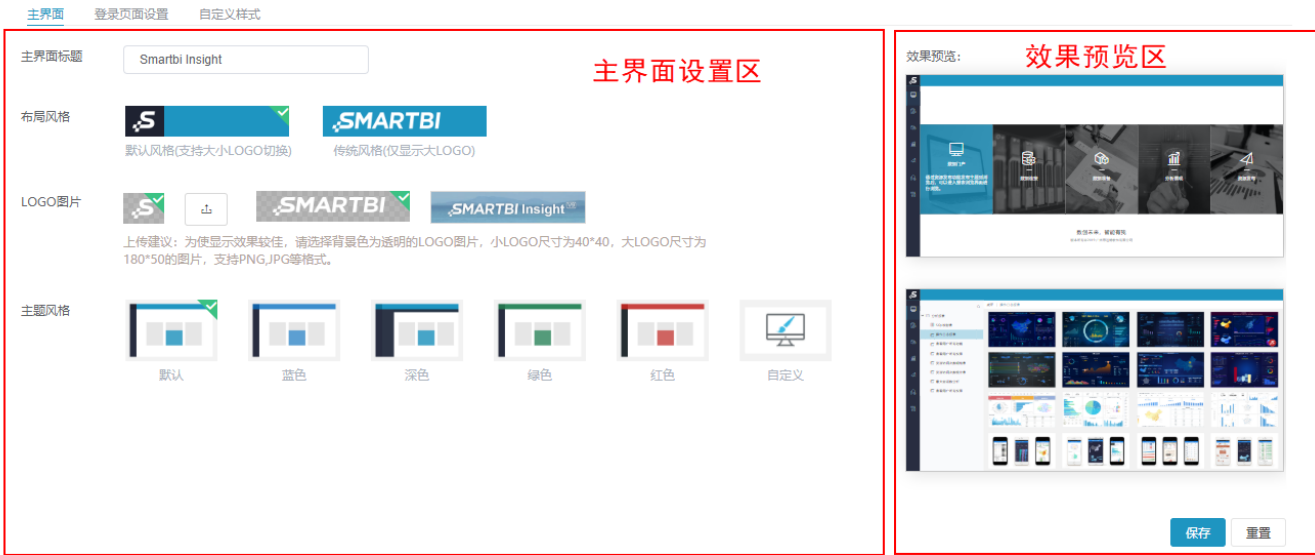 主界面 登录页面设置 自定义样式
主界面标题 Smartbi Insight
主界面设置区
布局风格
SMARTBI
默认风格(支持大小LOGO切换) 传统风格(仅显示大LOGO)
LOGO图片
SMARTBI SMARTBI Insight
上传建议：为使显示效果较佳，请选择背景色为透明的LOGO图片，小LOGO尺寸为40*40，大LOGO尺寸为
180*50的图片，支持PNG,JPG等格式。
主题风格
默认 蓝色 深色 绿色 红色 自定义
效果预览：
效果预览区
保存 重置